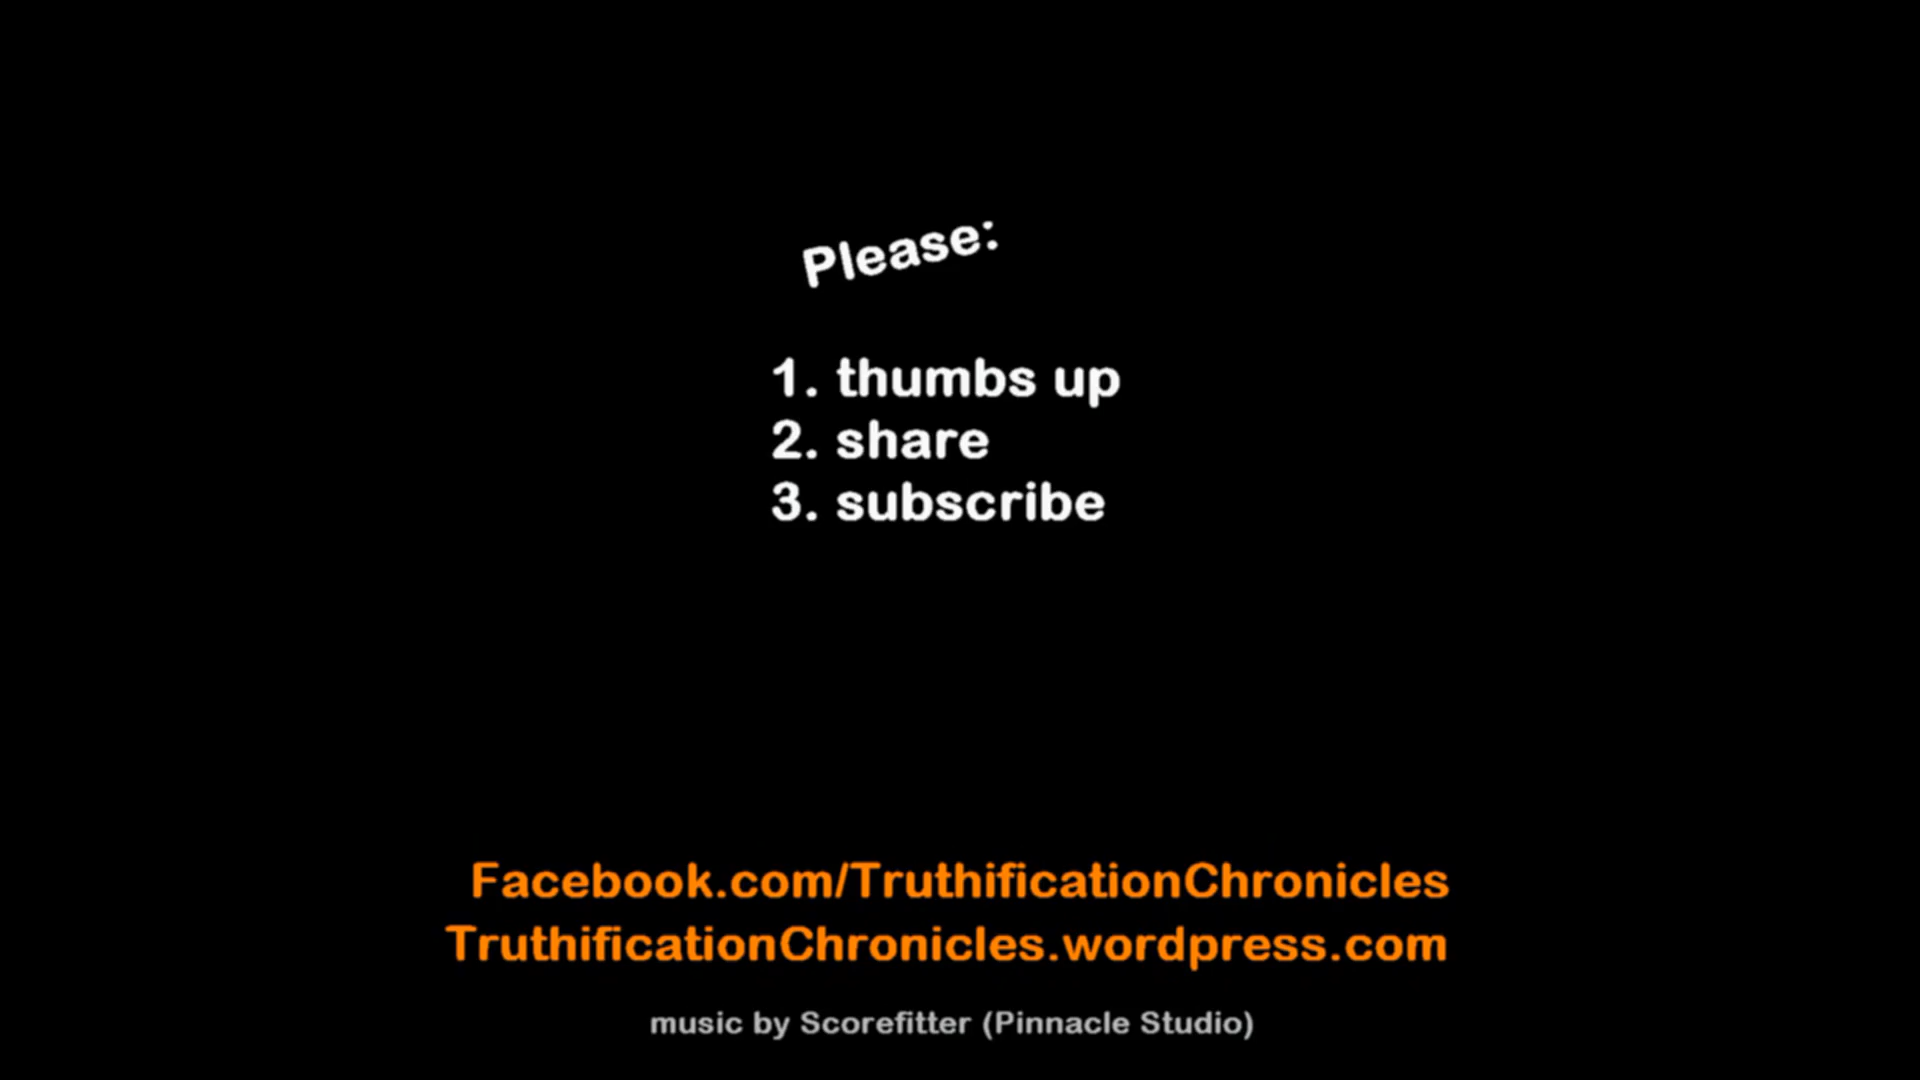 Please:
1. thumbs up
2. share
3. subscribe
Facebook.com/TruthificationChronicles
TruthificationChronicles.wordpress.com
music by Scorefitter (Pinnacle Studio)